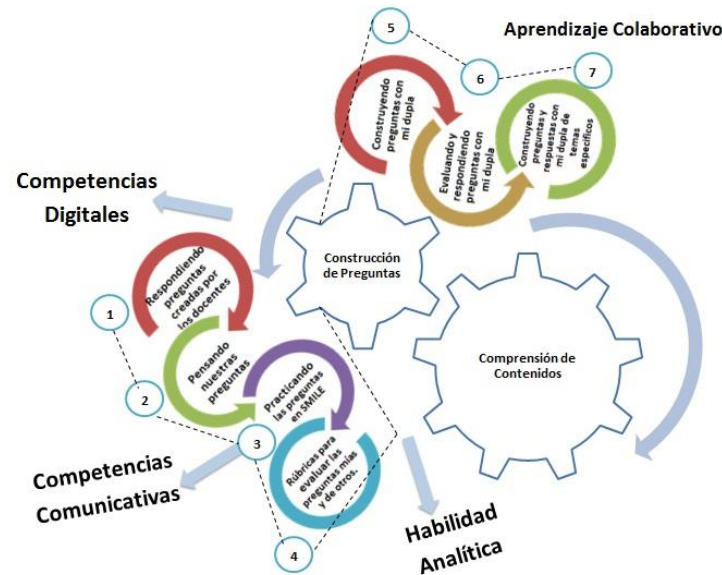 5
Aprendizaje Colaborativo
6
7
Construyendo
preguntas con
mi dupla
Evaluando y
respondiendo
preguntas con
mi dupla
Construyendo
preguntas y
respuestas con
mi dupla de
temas
específicos
Competencias
Digitales
Construcción
de Preguntas
Respondiendo
preguntas
creadas por
los docentes
1
Pensando
nuestras
preguntas
2
Practicando
las preguntas
en SMILE
3
Rúbricas para
evaluar las
preguntas mías
y de otros.
4
Comprensión de
Contenidos
Competencias
Comunicativas
Habilidad
Analítica